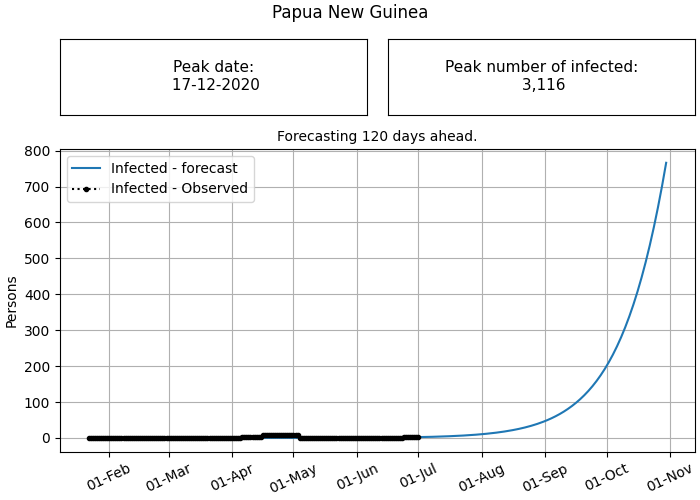 Papua New Guinea
Peak date:
17-12-2020
Peak number of infected:
3,116
Forecasting 120 days ahead.
Infected - forecast
Infected - Observed
Persons
800
700
600
500
400
300
200
100
0
01-Feb
01-Mar
01-Apr
01-May
01-Jun
01-Jul
01-Aug
01-Sep
01-Oct
01-Nov